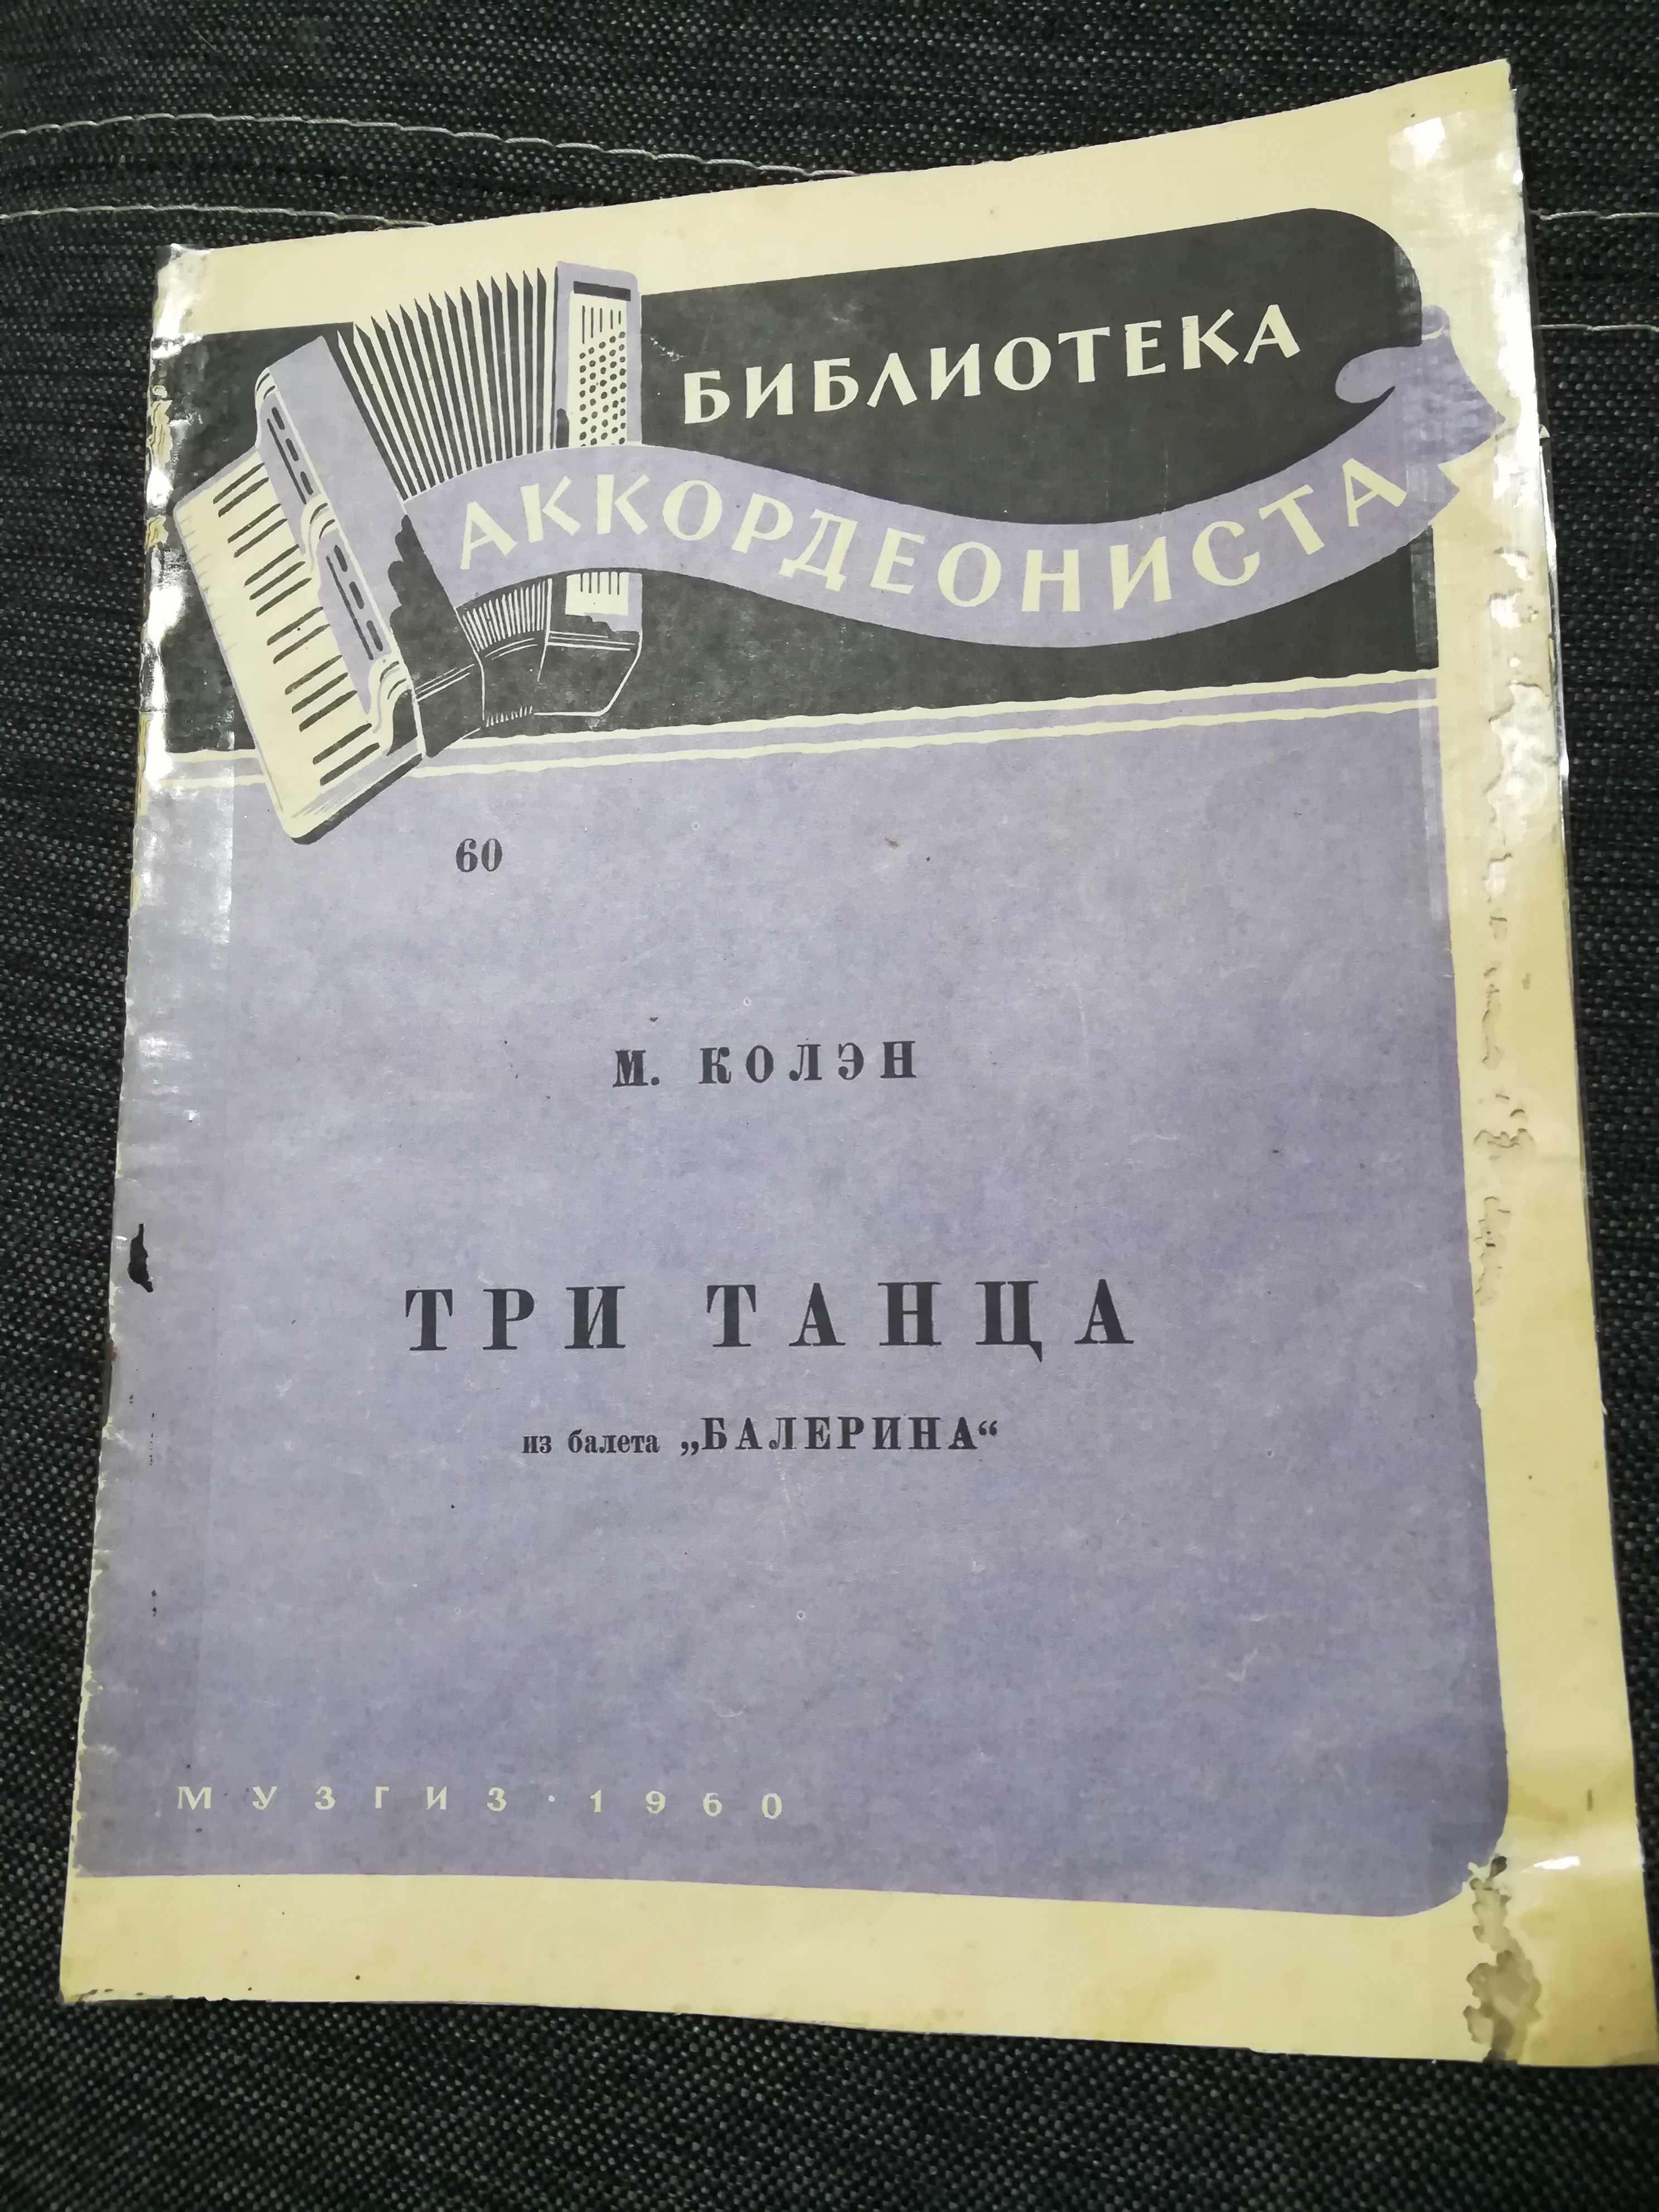 БИБЛИОТЕКА
АККОРДЕОНИСТА
60
М. КОЛЭН
ТРИ ТАНЦА
из балета „БАЛЕРИНА“
МУЗГИЗ · 1960